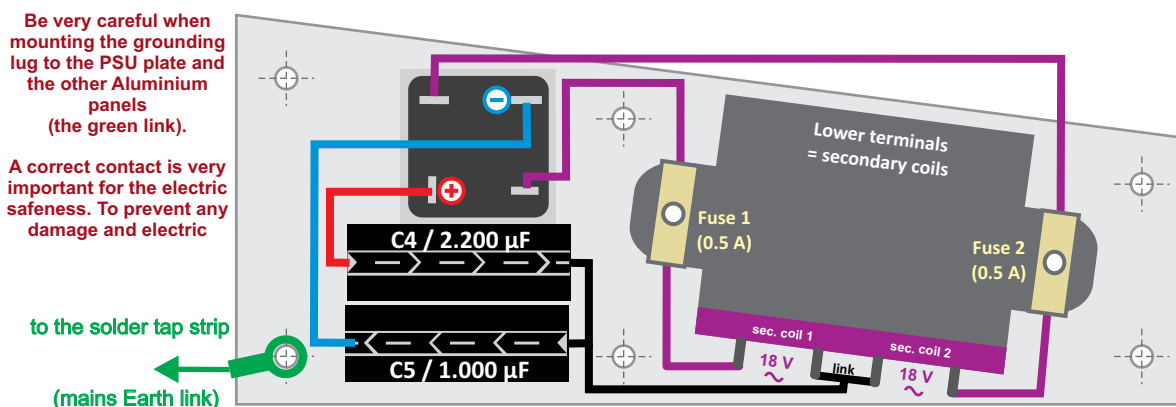 Be very careful when
mounting the grounding
lug to the PSU plate and
the other Aluminium
panels
(the green link).
A correct contact is very
important for the electric
safeness. To prevent any
damage and electric
to the solder tap strip
(mains Earth link)
C4 / 2.200 µF
C5 / 1.000 µF
Lower terminals
= secondary coils
Fuse 1
(0.5 A)
Fuse 2
(0.5 A)
sec. coil 1
sec. coil 2
18 V
link
18 V